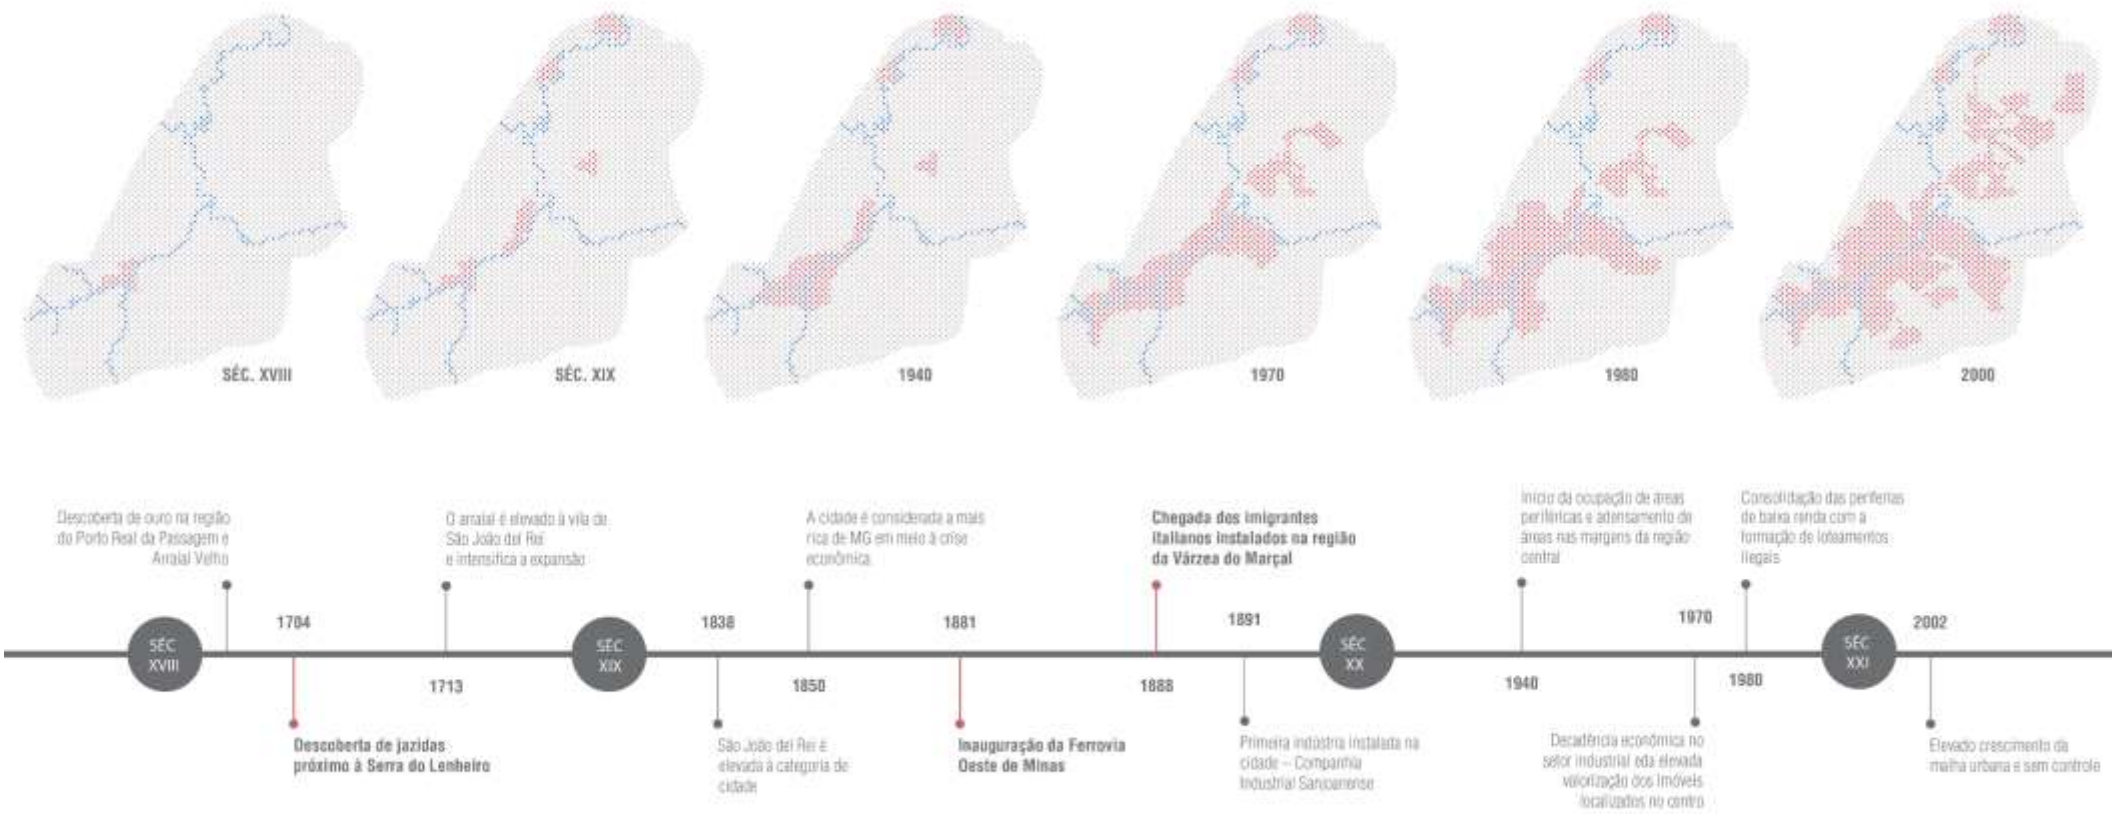 SÉC. XVIII
SÉC. XIX
1940
1970
1980
2000
Descoberta de ouro na região
do Porto Real da Passagem e
Arraial Velho
O arraial é elevado à vila de
São João del Rei
e intensifica a expansão
A cidade é considerada a mais
rica de MG em meio à crise
econômica
Chegada dos imigrantes
italianos instalados na região
da Várzea do Marçal
Início da ocupação de áreas
periféricas e adensamento de
áreas nas margens da região
central
Consolidação das periferias
de baixa renda com a
formação de loteamentos
ilegais
SÉC
XVIII
1704
1713
SÉC
XIX
1838
1850
1881
1888
1891
SÉC
XX
1940
1970
1980
SÉC
XXI
2002
Descoberta de jazidas
próximo à Serra do Lenheiro
São João del Rei é
elevada à categoria de
cidade
Inauguração da Ferrovia
Oeste de Minas
Primeira indústria instalada na
cidade – Companhia
Industrial Sanjoanense
Decadência econômica no
setor industrial eda elevada
valorização dos imóveis
localizados no centro
Elevado crescimento da
malha urbana e sem controle